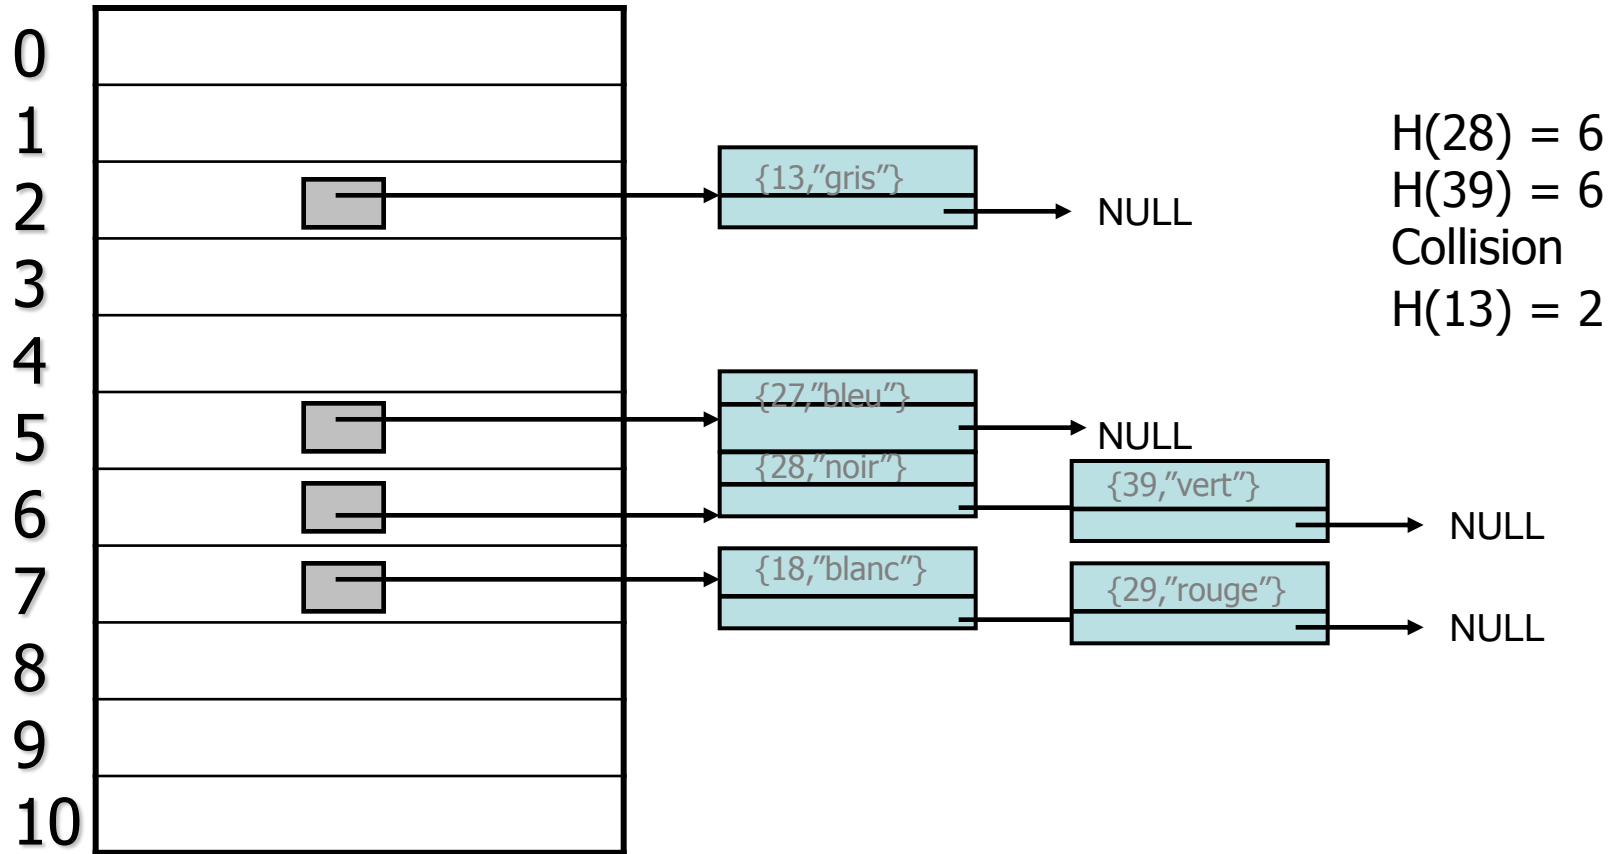 0
1
2
3
4
5
6
7
8
9
10
{13,”gris”}
NULL
{27,”bleu”}
NULL
{28,”noir”}
{39,”vert”}
NULL
{18,”blanc”}
{29,”rouge”}
NULL
H(28) = 6
H(39) = 6
Collision
H(13) = 2